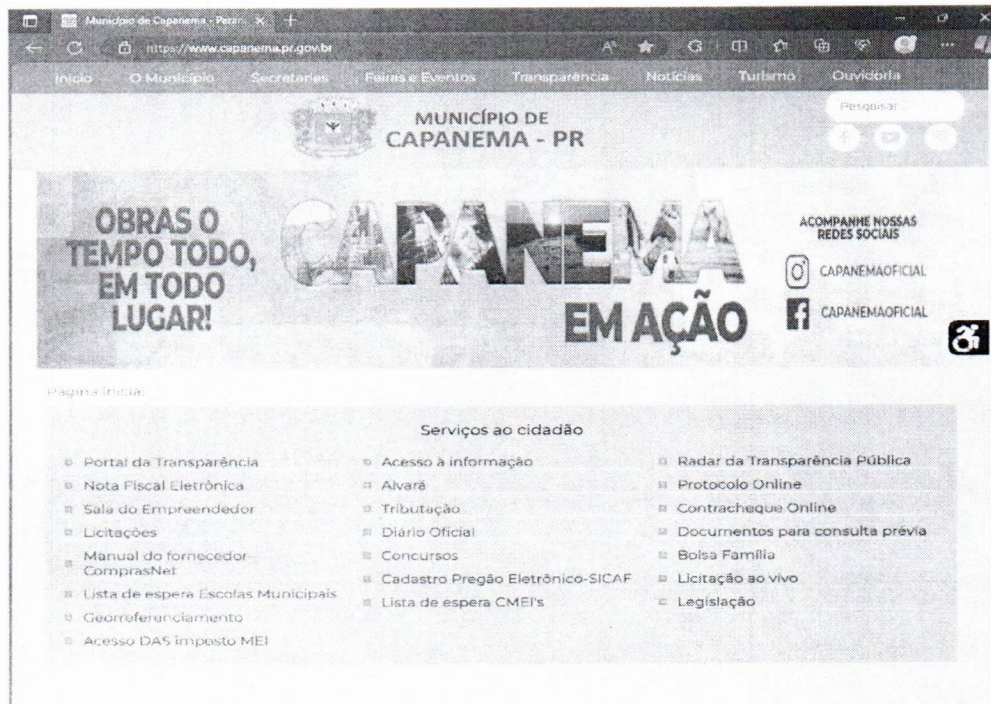 Município de Capanema - Paran
https://www.capanema.pr.gov.br
Início O Município Secretarias Feiras e Eventos Transparência Notícias Turismo Ouvidoria
Pesquisar...
MUNICÍPIO DE
CAPANEMA - PR
OBRAS O
TEMPO TODO,
EM TODO
LUGAR!
CAPANEMA
EM AÇÃO
ACOMPANHE NOSSAS
REDES SOCIAIS
CAPANEMAOFICIAL
CAPANEMAOFICIAL
Página Inicial
Serviços ao cidadão
Portal da Transparência
Nota Fiscal Eletrônica
Sala do Empreendedor
Licitações
Manual do fornecedor
ComprasNet
Lista de espera Escolas Municipais
Georreferenciamento
Acesso DAS imposto MEI
Acesso à informação
Alvará
Tributação
Diário Oficial
Concursos
Cadastro Pregão Eletrônico-SICAF
Lista de espera CMEI's
Radar da Transparência Pública
Protocolo Online
Contracheque Online
Documentos para consulta prévia
Bolsa Família
Licitação ao vivo
Legislação